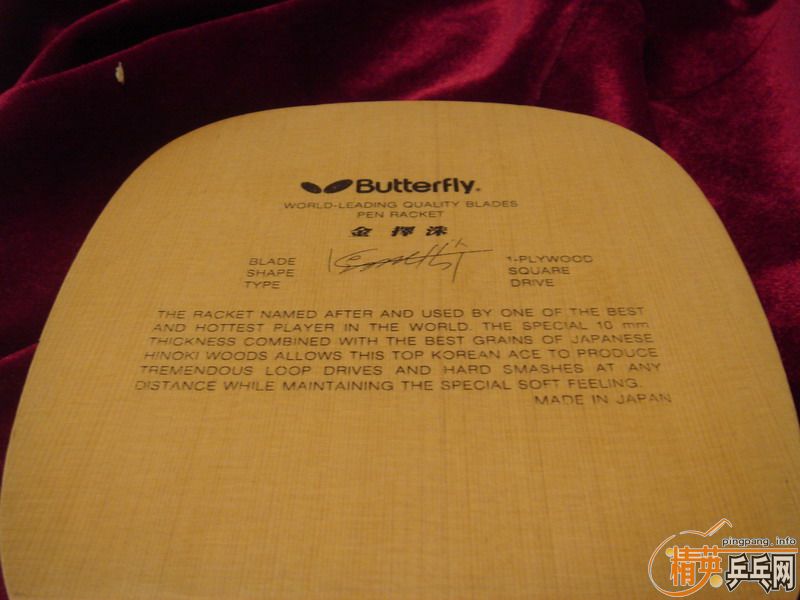 Butterfly.
WORLD-LEADING QUALITY BLADES
PEN RACKET
金擇洙
BLADE 1-PLYWOOD
SHAPE SQUARE
TYPE DRIVE
THE RACKET NAMED AFTER AND USED BY ONE OF THE BEST
AND HOTTEST PLAYER IN THE WORLD. THE SPECIAL 10 mm
THICKNESS COMBINED WITH THE BEST GRAINS OF JAPANESE
HINOKI WOODS ALLOWS THIS TOP KOREAN ACE TO PRODUCE
TREMENDOUS LOOP DRIVES AND HARD SMASHES AT ANY
DISTANCE WHILE MAINTAINING THE SPECIAL SOFT FEELING.
MADE IN JAPAN
pingpang.info
精英乒乓网